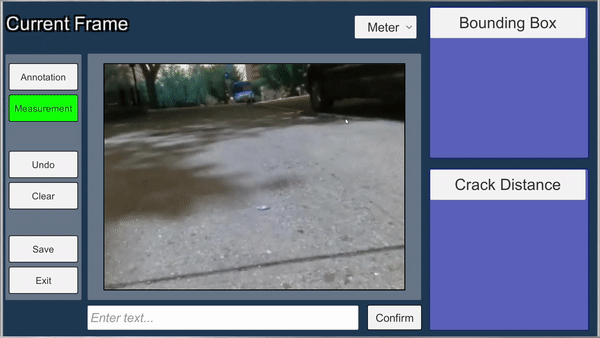 Current Frame
Meter
Annotation
Measurement
Undo
Clear
Save
Exit
Enter text...
Confirm
Bounding Box
Crack Distance